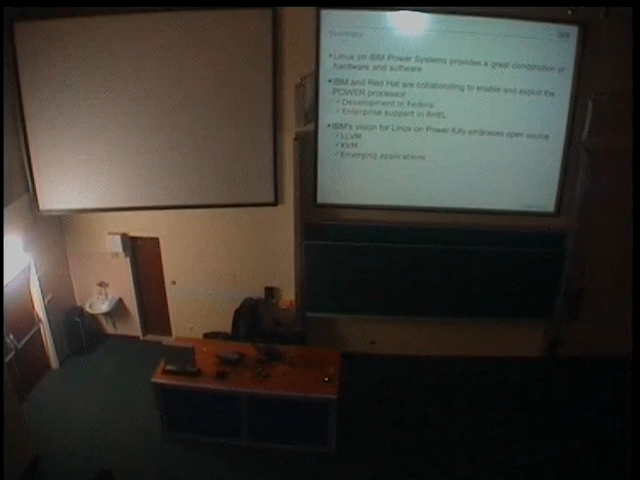 Summary
• Linux on IBM Power Systems provides a great combination of
hardware and software
• IBM and Red Hat are collaborating to enable and exploit the
POWER processor
✓ Development in Fedora
✓ Enterprise support in RHEL
• IBM's vision for Linux on Power fully embraces open source
✓ LLVM
✓ KVM
✓ Emerging applications